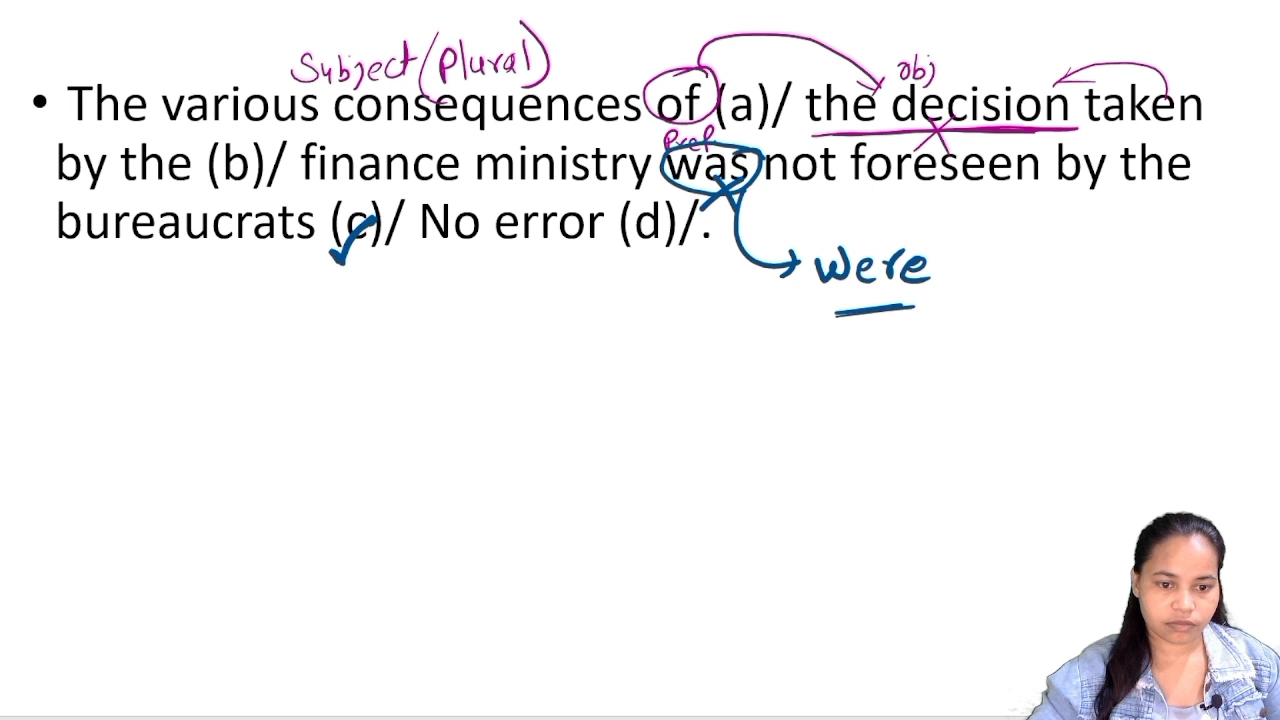 Subject (Plural)
obj
• The various consequences of (a)/ the decision taken
Prep
by the (b)/ finance ministry was not foreseen by the
bureaucrats (c)/ No error (d)/.
were